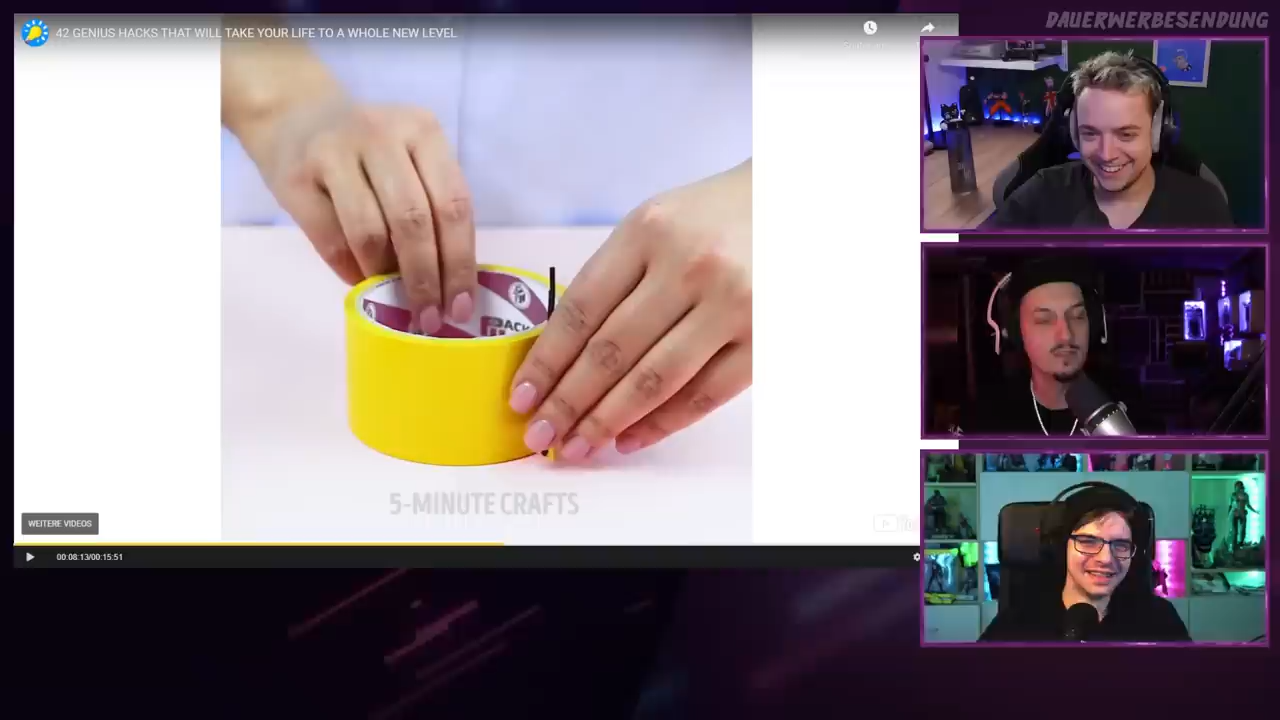 DAUERWERBESENDUNG
42 GENIUS HACKS THAT WILL TAKE YOUR LIFE TO A WHOLE NEW LEVEL
5-MINUTE CRAFTS
WEITERE VIDEOS
00:08:13/00:15:51